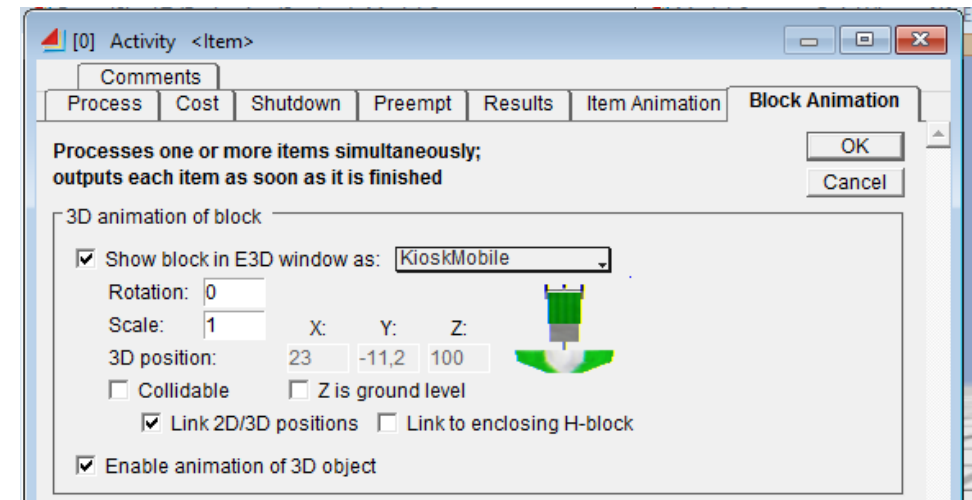 [0] Activity <Item>
Comments
Process Cost Shutdown Preempt Results Item Animation Block Animation
Processes one or more items simultaneously;
outputs each item as soon as it is finished
OK
Cancel
3D animation of block
Show block in E3D window as: KioskMobile
Rotation: 0
Scale: 1
X: Y: Z:
3D position: 23 -11,2 100
Collidable Z is ground level
Link 2D/3D positions Link to enclosing H-block
Enable animation of 3D object